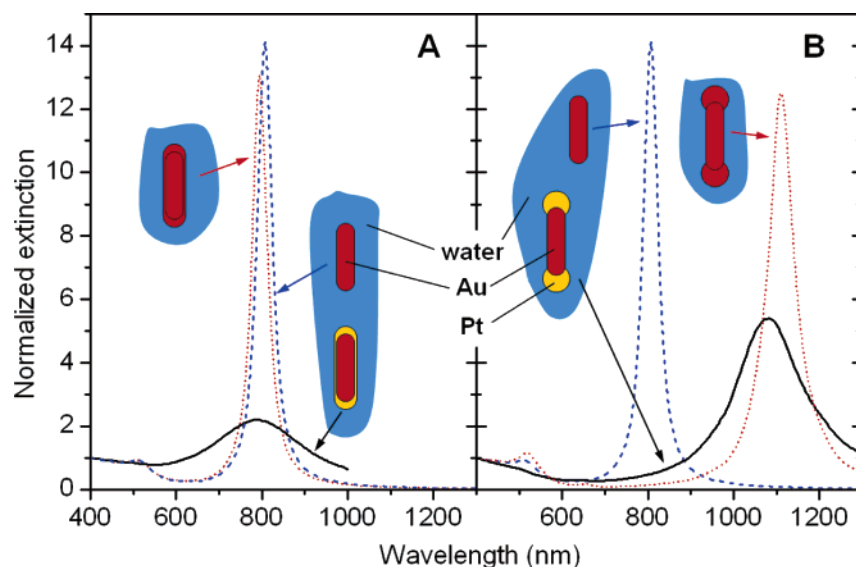 A
B
14
12
10
8
6
4
2
0
Normalized extinction
water
Au
Pt
400 600 800 1000 1200
600 800 1000 1200
Wavelength (nm)